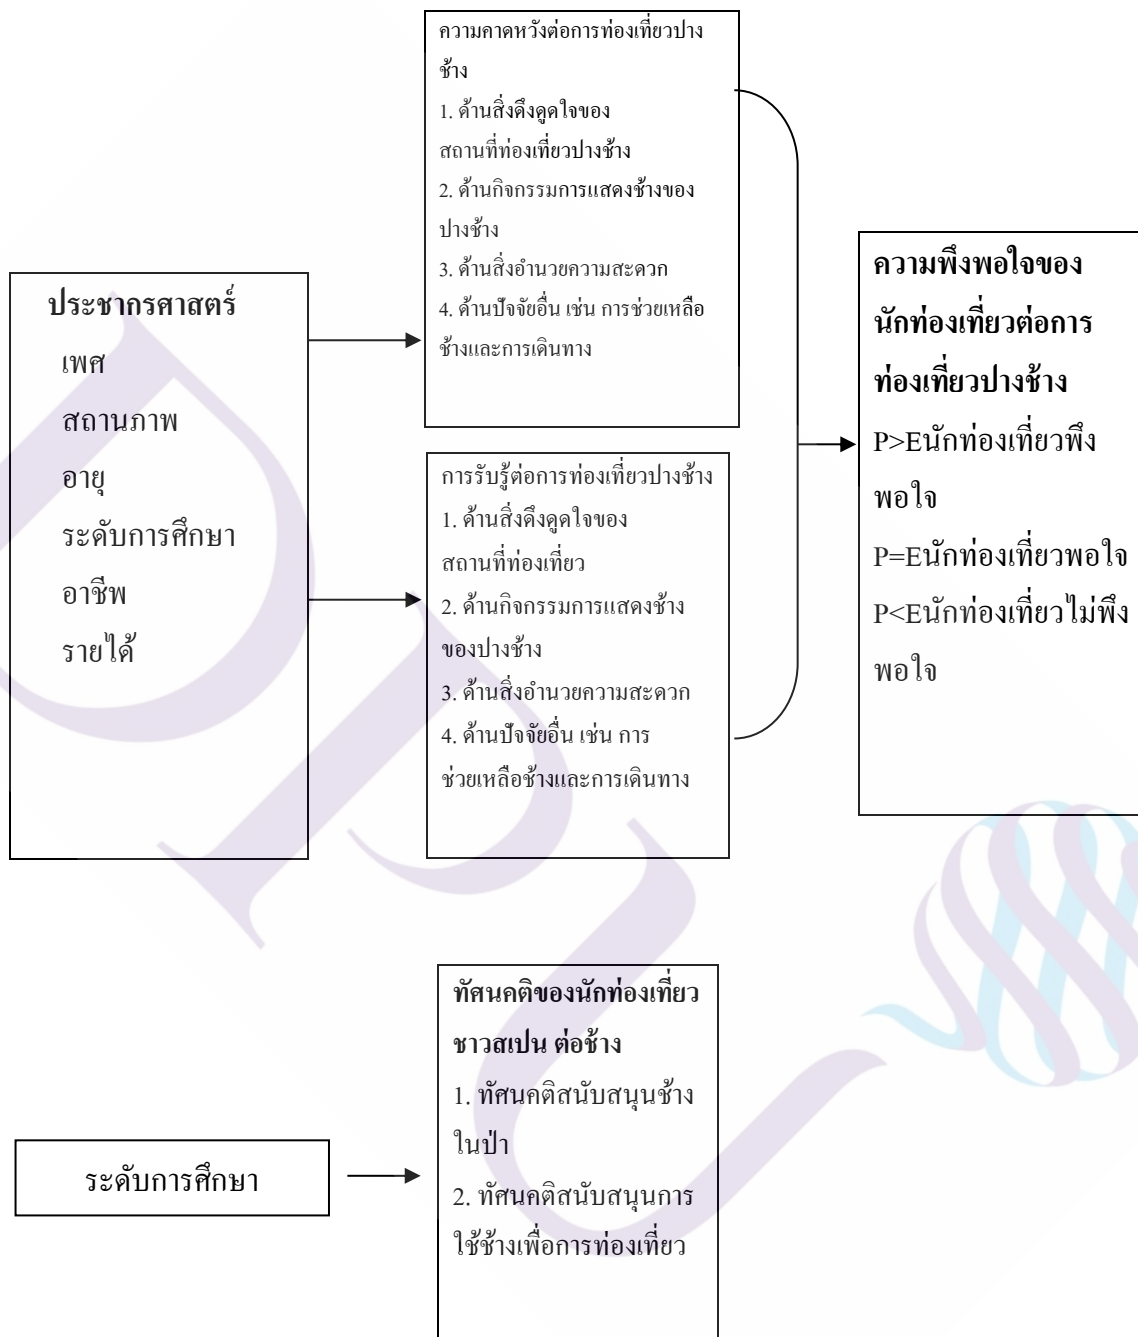 ความคาดหวังต่อการท่องเที่ยวปาง
ช้าง
1. ด้านสิ่งดึงดูดใจของ
สถานที่ท่องเที่ยวปางช้าง
2. ด้านกิจกรรมการแสดงช้างของ
ปางช้าง
3. ด้านสิ่งอำนวยความสะดวก
4. ด้านปัจจัยอื่น เช่น การช่วยเหลือ
ช้างและการเดินทาง
ประชากรศาสตร์
เพศ
สถานภาพ
อายุ
ระดับการศึกษา
อาชีพ
รายได้
การรับรู้ต่อการท่องเที่ยวปางช้าง
1. ด้านสิ่งดึงดูดใจของ
สถานที่ท่องเที่ยว
2. ด้านกิจกรรมการแสดงช้าง
ของปางช้าง
3. ด้านสิ่งอำนวยความสะดวก
4. ด้านปัจจัยอื่น เช่น การ
ช่วยเหลือช้างและการเดินทาง
ความพึงพอใจของ
นักท่องเที่ยวต่อการ
ท่องเที่ยวปางช้าง
P>Eนักท่องเที่ยวพึง
พอใจ
P=Eนักท่องเที่ยวพอใจ
P<Eนักท่องเที่ยวไม่พึง
พอใจ
ระดับการศึกษา
ทัศนคติของนักท่องเที่ยว
ชาวสเปน ต่อช้าง
1. ทัศนคติสนับสนุนช้าง
ในป่า
2. ทัศนคติสนับสนุนการ
ใช้ช้างเพื่อการท่องเที่ยว
DPU